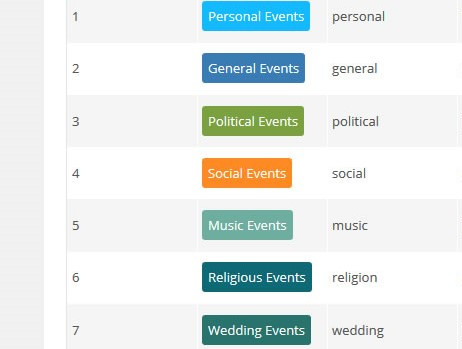 1 Personal Events personal
2 General Events general
3 Political Events political
4 Social Events social
5 Music Events music
6 Religious Events religion
7 Wedding Events wedding